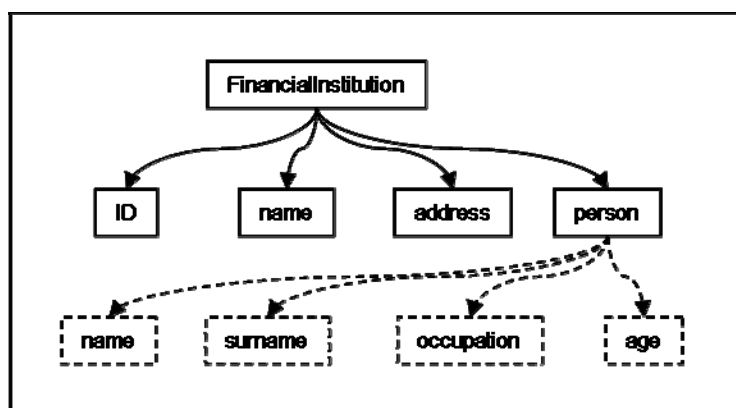 FinancialInstitution
ID name address person
name surname occupation age